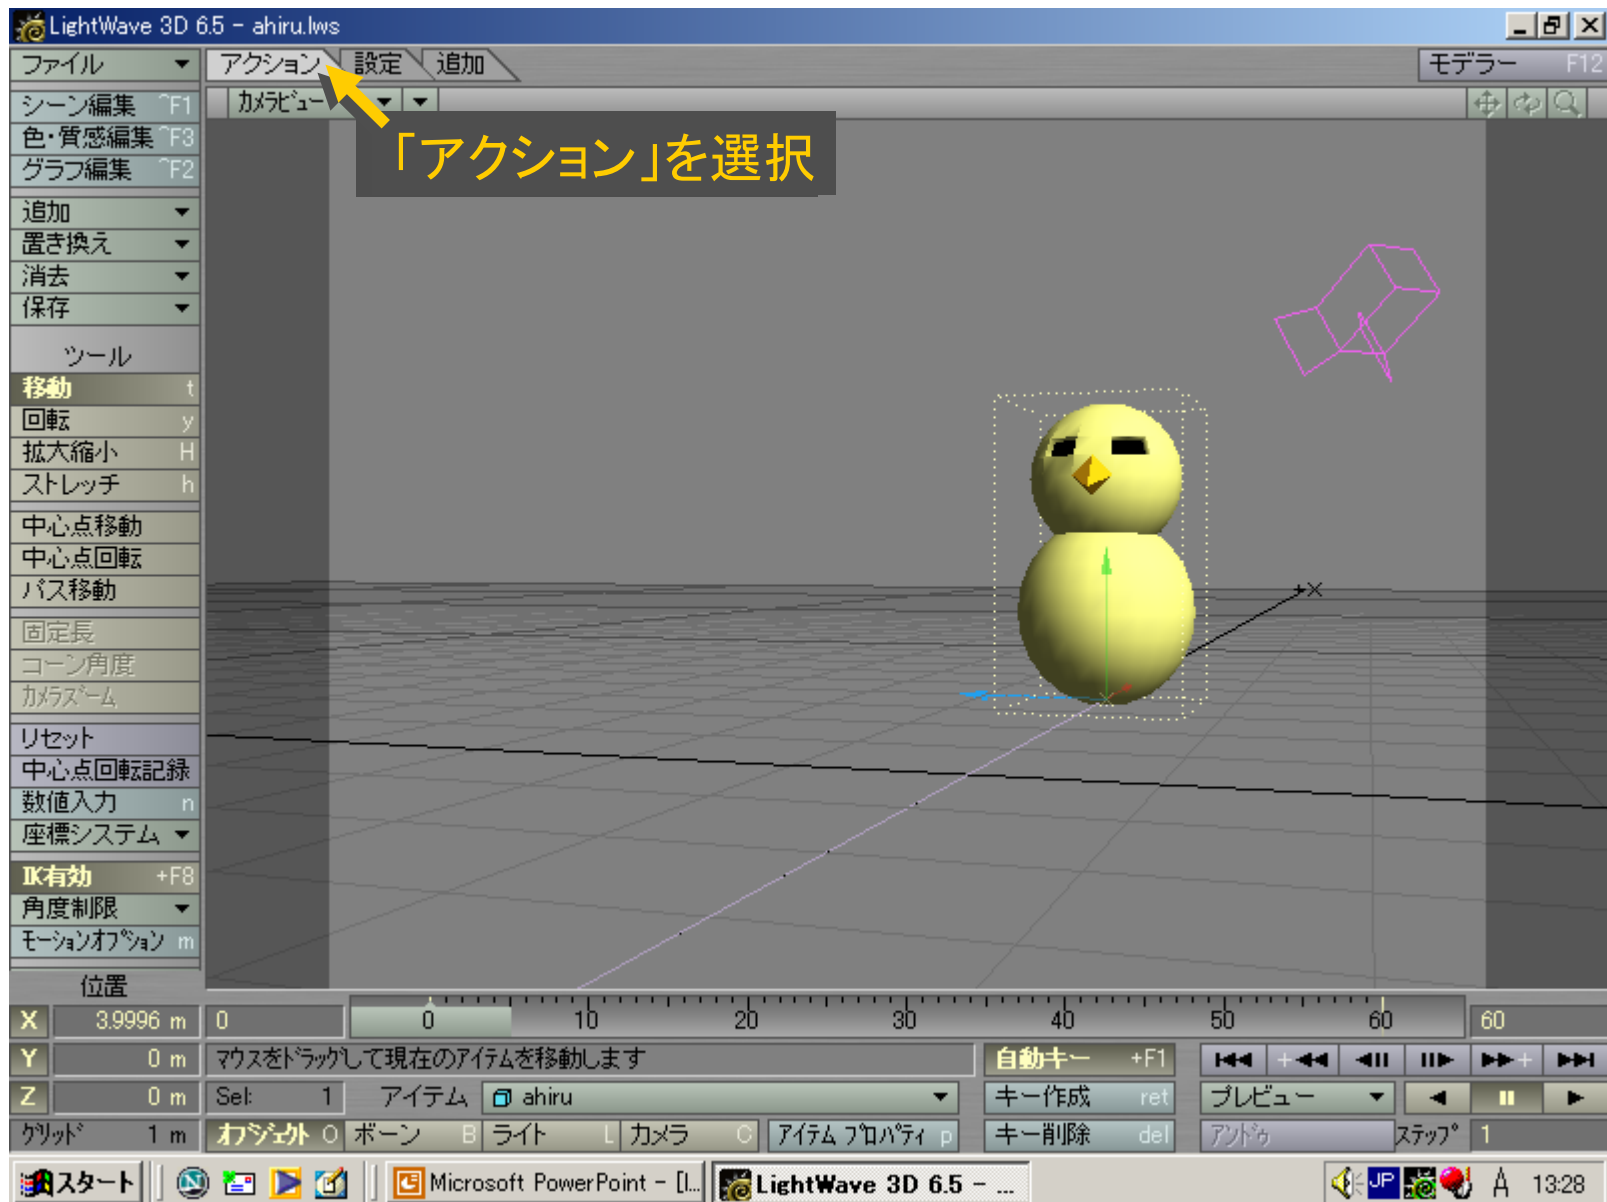 LightWave 3D 6.5 - ahiru.lws
ファイル
アクション 設定 追加
モデラー F12
シーン編集 ^F1
カメラビュー
色・質感編集 ^F3
グラフ編集 ^F2
「アクション」を選択
追加
置き換え
消去
保存
ツール
移動 t
回転 y
拡大縮小 H
ストレッチ h
中心点移動
中心点回転
パス移動
固定長
コーン角度
カメラズーム
リセット
中心点回転記録
数値入力 n
座標システム
IK有効 +F8
角度制限
モーションオプション m
位置
X 3.9996 m 0 0 10 20 30 40 50 60 60
Y 0 m マウスをドラッグして現在のアイテムを移動します 自動キー +F1
Z 0 m Sel: 1 アイテム ahiru キー作成 ret プレビュー
グリッド 1 m オブジェクト O ボーン B ライト L カメラ C アイテム プロパティ p キー削除 del アンドゥ ステップ 1
スタート Microsoft PowerPoint - [l... LightWave 3D 6.5 - ... JP A 13:28